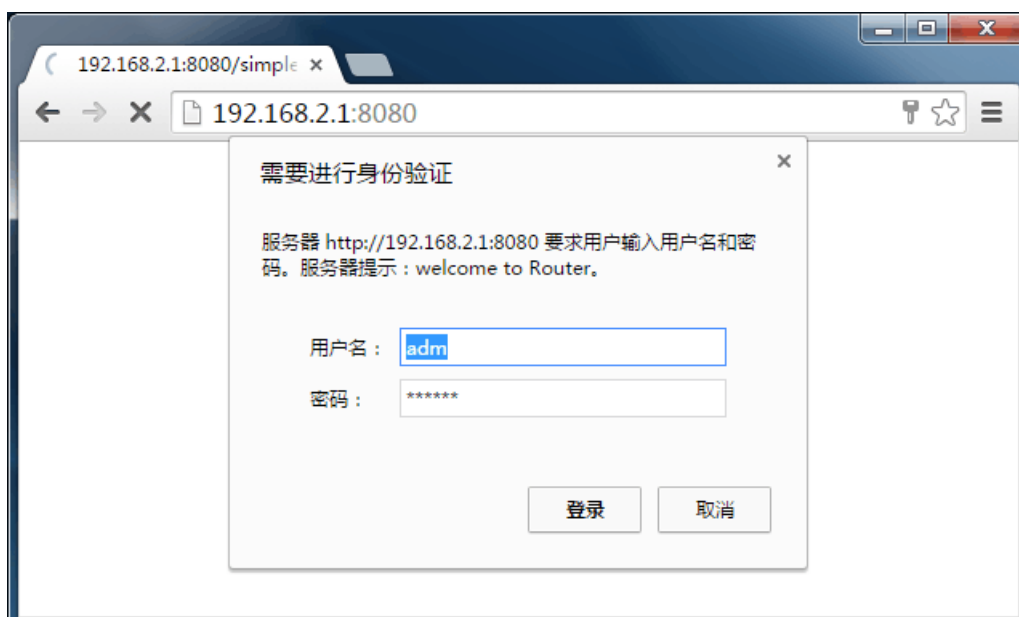 192.168.2.1:8080/simple
192.168.2.1:8080
需要进行身份验证
服务器 http://192.168.2.1:8080 要求用户输入用户名和密
码。服务器提示：welcome to Router。
用户名： adm
密码： ******
登录 取消